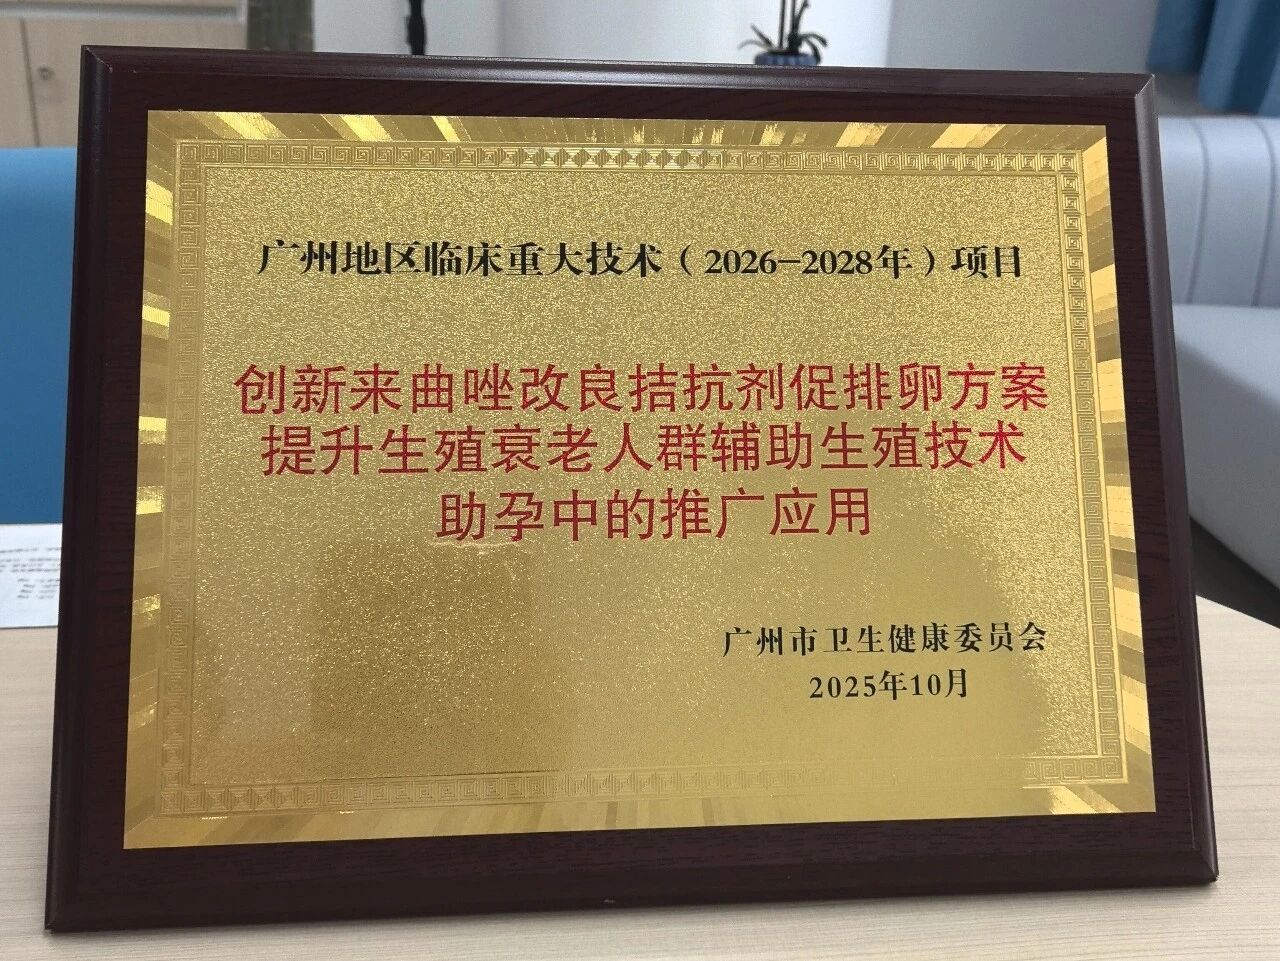 广州地区临床重大技术（2026-2028年）项目
创新来曲唑改良拮抗剂促排卵方案
提升生殖衰老人群辅助生殖技术
助孕中的推广应用
广州市卫生健康委员会
2025年10月